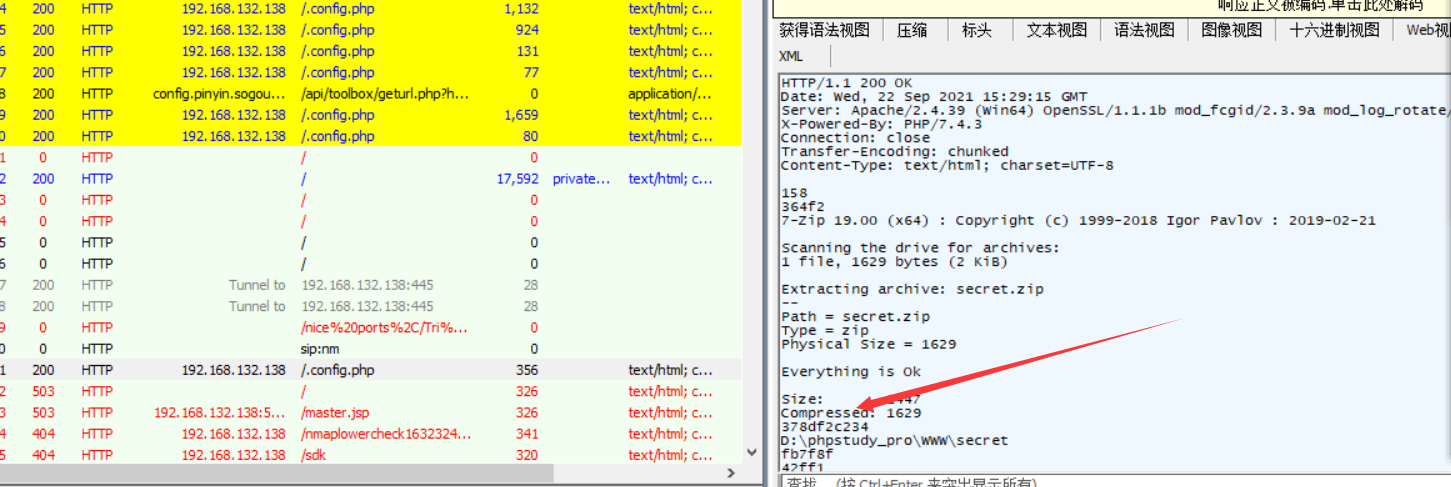 4 200 HTTP 192.168.132.138 /.config.php 1,132 text/html; c...
5 200 HTTP 192.168.132.138 /.config.php 924 text/html; c...
6 200 HTTP 192.168.132.138 /.config.php 131 text/html; c...
7 200 HTTP 192.168.132.138 /.config.php 77 text/html; c...
8 200 HTTP config.pinyin.sogou... /api/toolbox/geturl.php?h... 0 application/...
9 200 HTTP 192.168.132.138 /.config.php 1,659 text/html; c...
0 200 HTTP 192.168.132.138 /.config.php 80 text/html; c...
1 0 HTTP / 0
2 200 HTTP / 17,592 private... text/html; c...
3 0 HTTP / 0
4 0 HTTP / 0
5 0 HTTP / 0
6 0 HTTP / 0
7 200 HTTP Tunnel to 192.168.132.138:445 28
8 200 HTTP Tunnel to 192.168.132.138:445 28
9 0 HTTP /nice%20ports%2C/Tri%... 0
0 0 HTTP sip:nm 0
1 200 HTTP 192.168.132.138 /.config.php 356 text/html; c...
2 503 HTTP / 326 text/html; c...
3 503 HTTP 192.168.132.138:5... /master.jsp 326 text/html; c...
4 404 HTTP 192.168.132.138 /nmaplowercheck1632324... 341 text/html; c...
5 404 HTTP 192.168.132.138 /sdk 320 text/html; c...
响应正文被编码.单击此处解码
获得语法视图 压缩 标头 文本视图 语法视图 图像视图 十六进制视图 Web视
XML
HTTP/1.1 200 OK
Date: Wed, 22 Sep 2021 15:29:15 GMT
Server: Apache/2.4.39 (Win64) OpenSSL/1.1.1b mod_fcgid/2.3.9a mod_log_rotate/
X-Powered-By: PHP/7.4.3
Connection: close
Transfer-Encoding: chunked
Content-Type: text/html; charset=UTF-8
158
364f2
7-Zip 19.00 (x64) : Copyright (c) 1999-2018 Igor Pavlov : 2019-02-21
Scanning the drive for archives:
1 file, 1629 bytes (2 KiB)
Extracting archive: secret.zip
--
Path = secret.zip
Type = zip
Physical Size = 1629
Everything is Ok
Size:
Compressed: 1629
378df2c234
D:\phpstudy_pro\WWW\secret
fb7f8f
42ff1
查找... (按 Ctrl+Enter 来突出显示所有)